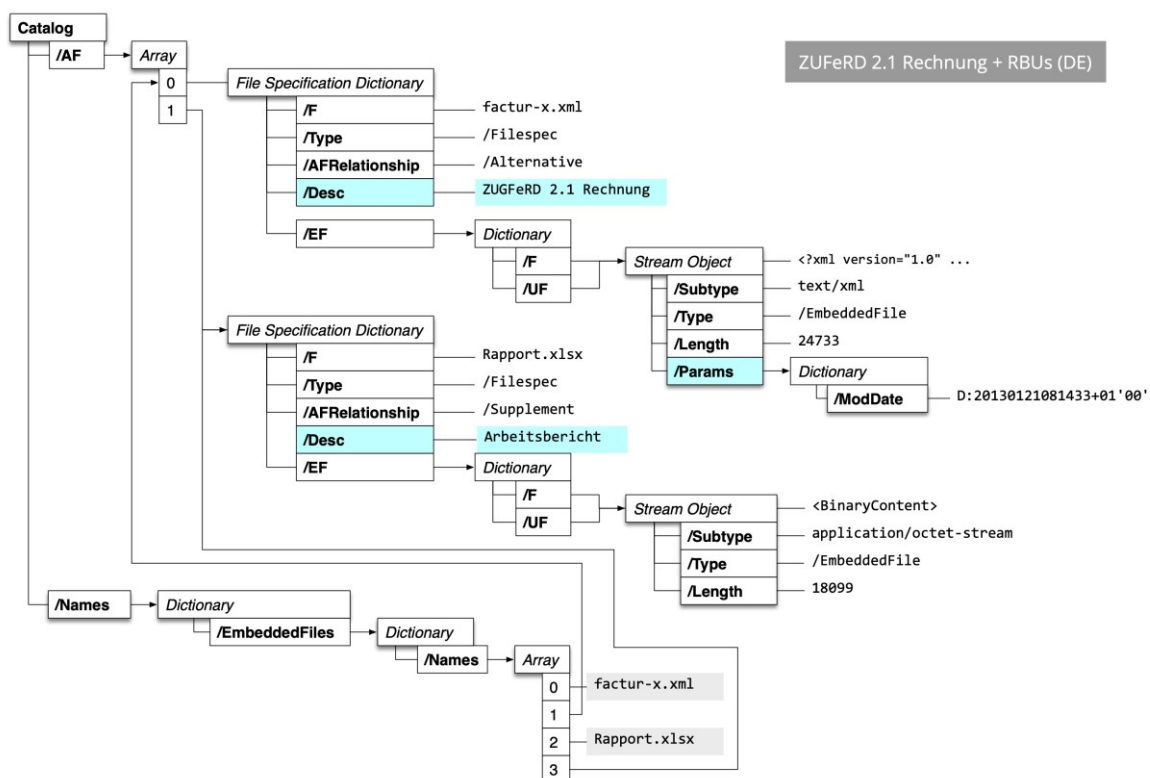 Catalog
/AF
Array
ZUFeRD 2.1 Rechnung + RBUs (DE)
0
File Specification Dictionary
1
/F
factur-x.xml
/Type
/Filespec
/AFRelationship
/Alternative
/Desc
ZUGFeRD 2.1 Rechnung
/EF
Dictionary
/F
Stream Object
<?xml version="1.0" ...
/UF
/Subtype
text/xml
/Type
/EmbeddedFile
/Length
24733
/Params
Dictionary
/ModDate
D:20130121081433+01'00'
File Specification Dictionary
/F
Rapport.xlsx
/Type
/Filespec
/AFRelationship
/Supplement
/Desc
Arbeitsbericht
/EF
Dictionary
/F
Stream Object
<BinaryContent>
/UF
/Subtype
application/octet-stream
/Type
/EmbeddedFile
/Length
18099
/Names
Dictionary
/EmbeddedFiles
Dictionary
/Names
Array
0
factur-x.xml
1
2
Rapport.xlsx
3